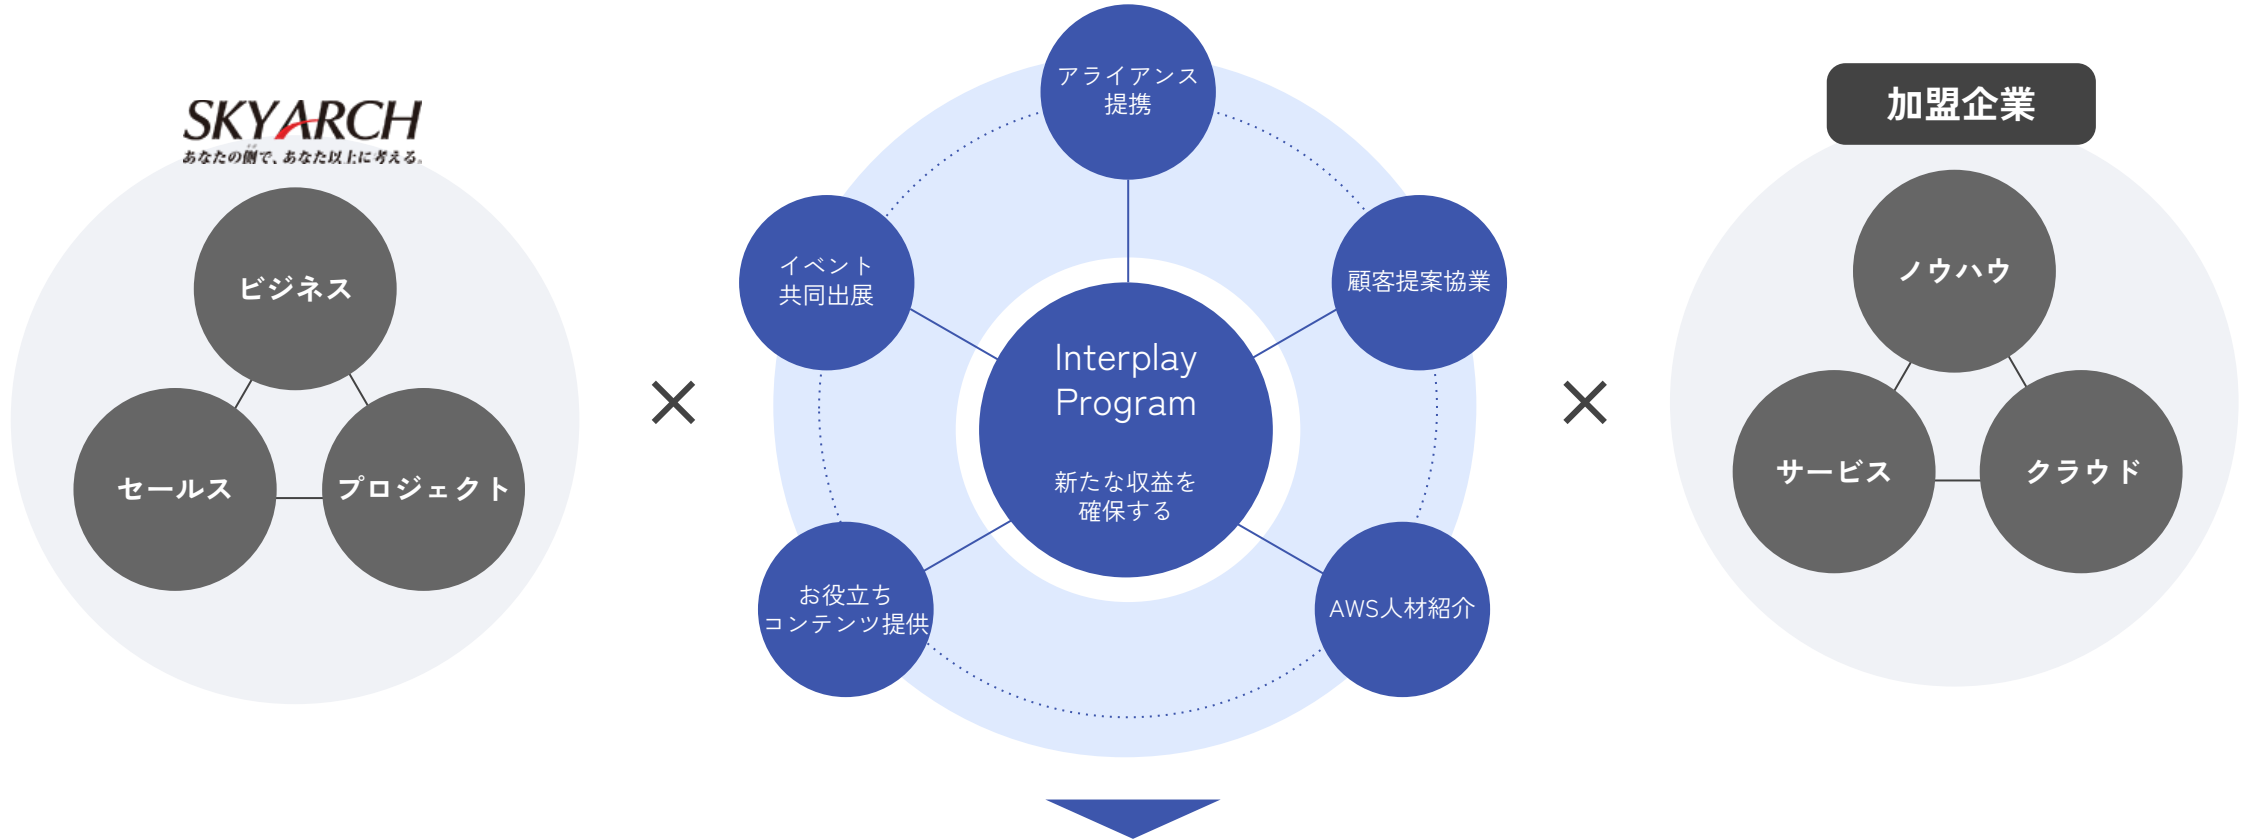 SKYARCH
あなたの側で、あなた以上に考える。
ビジネス
セールス
プロジェクト
アライアンス
提携
イベント
共同出展
顧客提案協業
Interplay
Program
新たな収益を
確保する
お役立ち
コンテンツ提供
AWS人材紹介
加盟企業
ノウハウ
サービス
クラウド